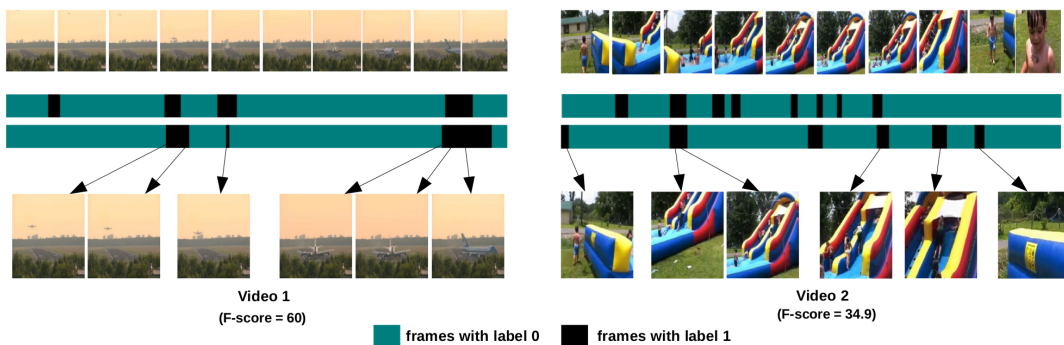 Video 1
(F-score = 60)
Video 2
(F-score = 34.9)
frames with label 0
frames with label 1